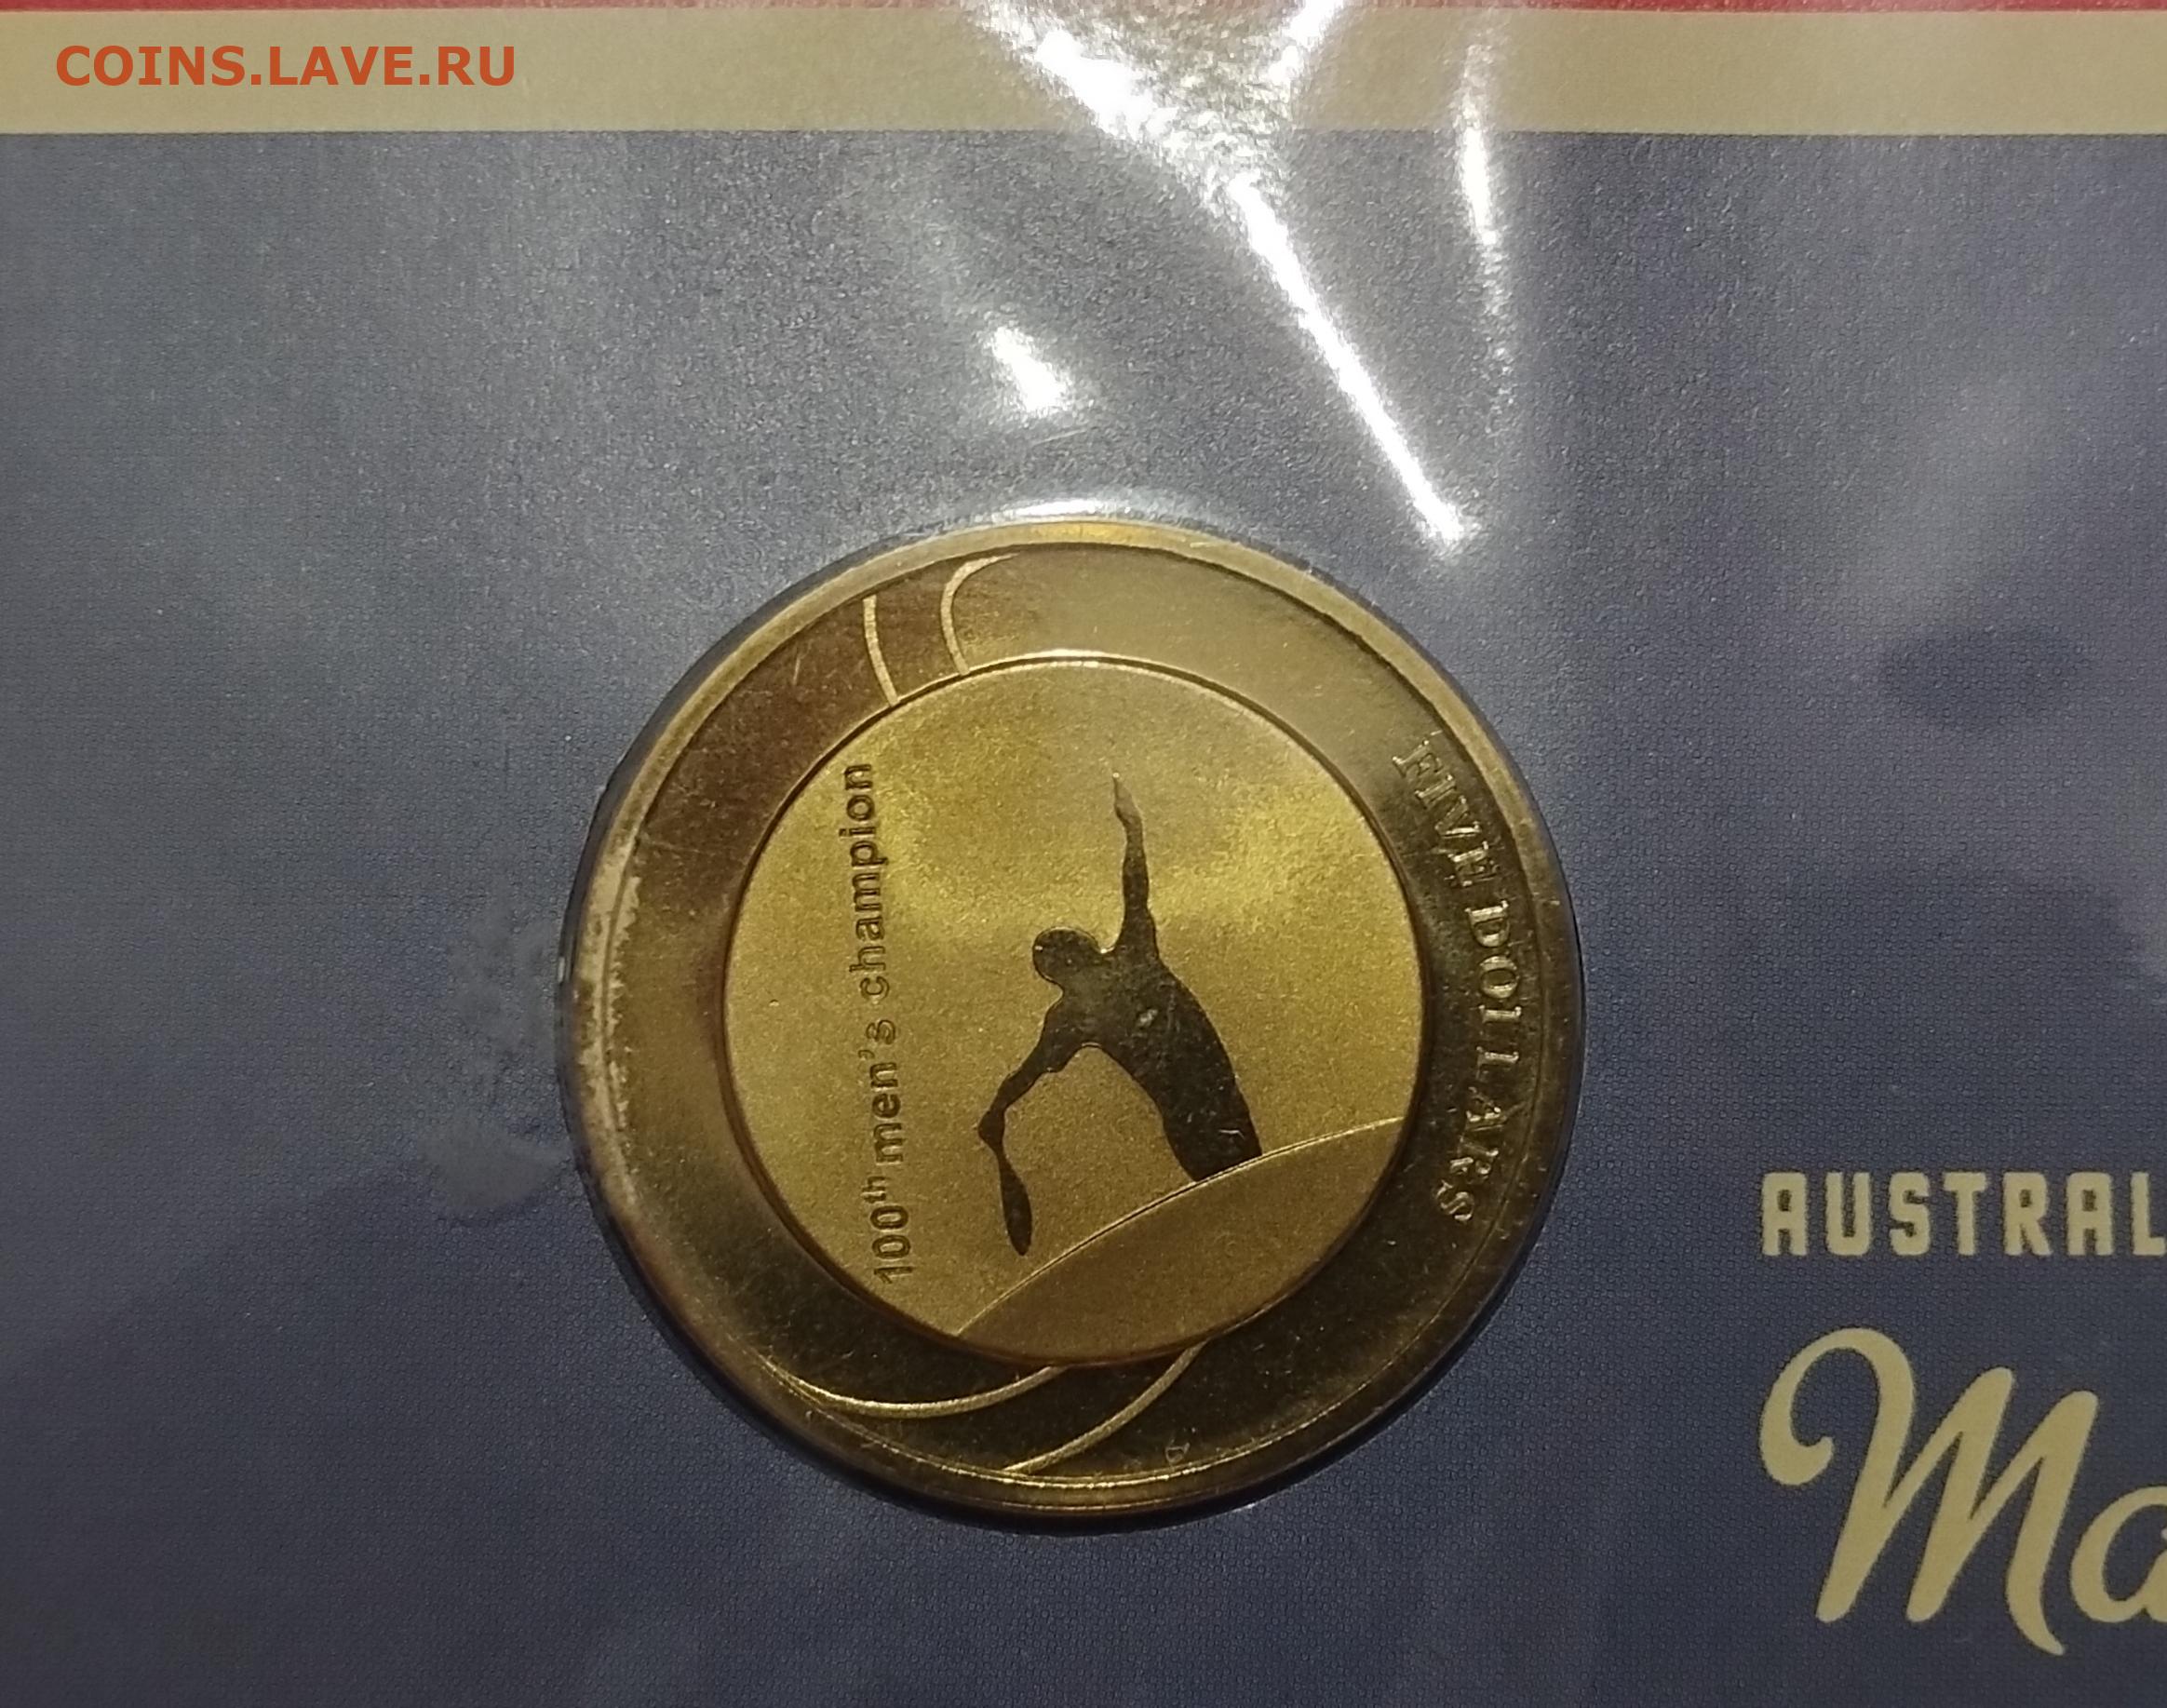 COINS.LAVE.RU
100th men's champion
FIVE DOLLARS
AUSTRAL
Ma